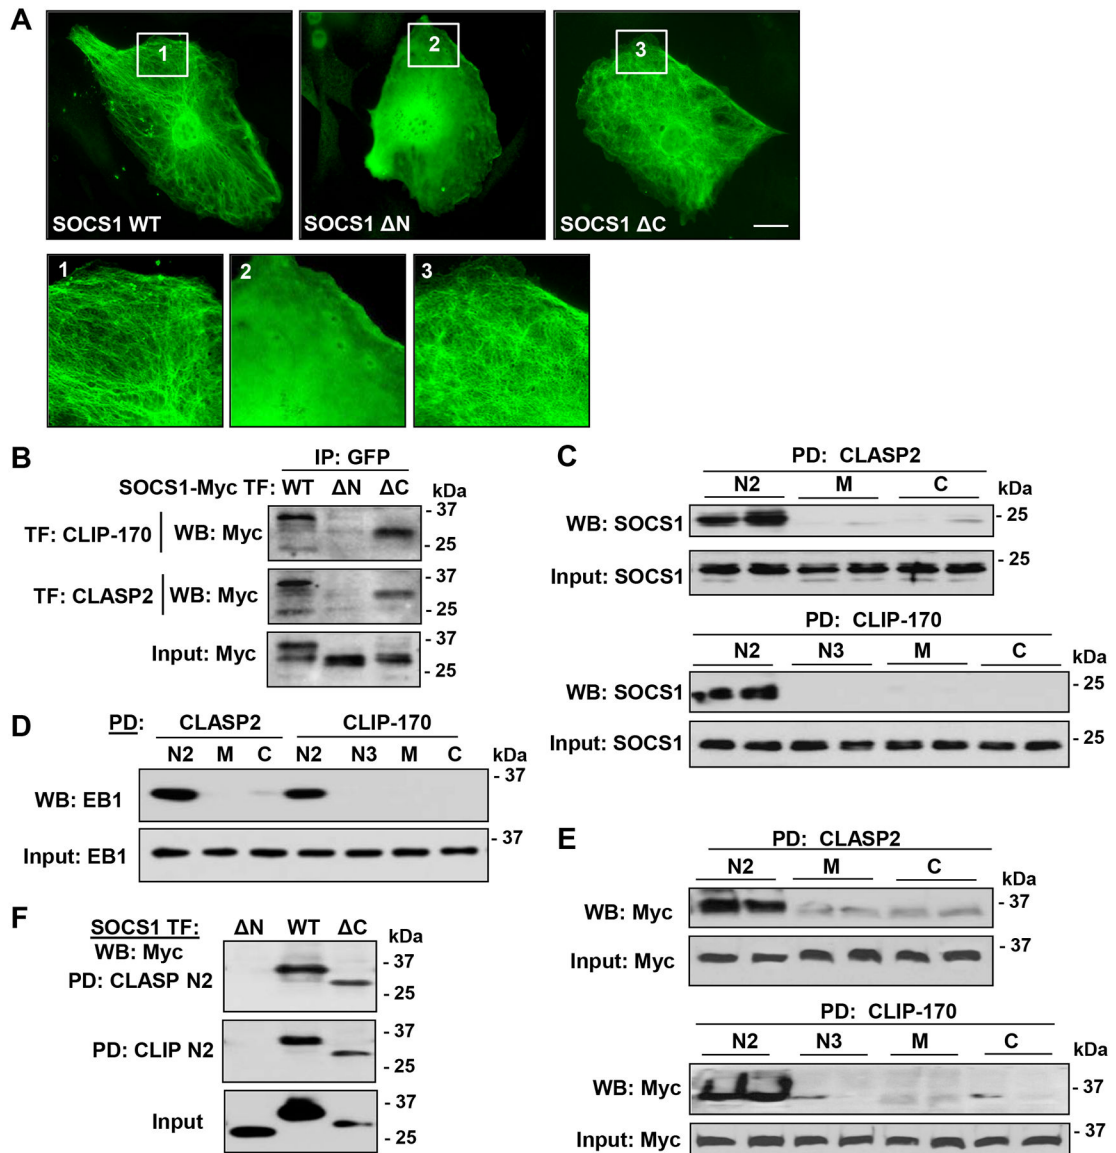 A
1
2
3
SOCS1 WT
SOCS1 ΔN
SOCS1 ΔC
1
2
3
B
IP: GFP
SOCS1-Myc TF: WT ΔN ΔC kDa
TF: CLIP-170 | WB: Myc
- 37
- 25
TF: CLASP2 | WB: Myc
- 37
- 25
Input: Myc
- 37
- 25
C
PD: CLASP2
N2 M C kDa
WB: SOCS1 - 25
Input: SOCS1 - 25
PD: CLIP-170
N2 N3 M C kDa
WB: SOCS1 - 25
Input: SOCS1 - 25
D
PD: CLASP2 CLIP-170
N2 M C N2 N3 M C kDa
WB: EB1 - 37
Input: EB1 - 37
E
PD: CLASP2
N2 M C kDa
WB: Myc - 37
Input: Myc - 37
PD: CLIP-170
N2 N3 M C kDa
WB: Myc - 37
Input: Myc - 37
F
SOCS1 TF: ΔN WT ΔC kDa
WB: Myc
PD: CLASP N2
- 37
- 25
PD: CLIP N2
- 37
- 25
Input
- 37
- 25